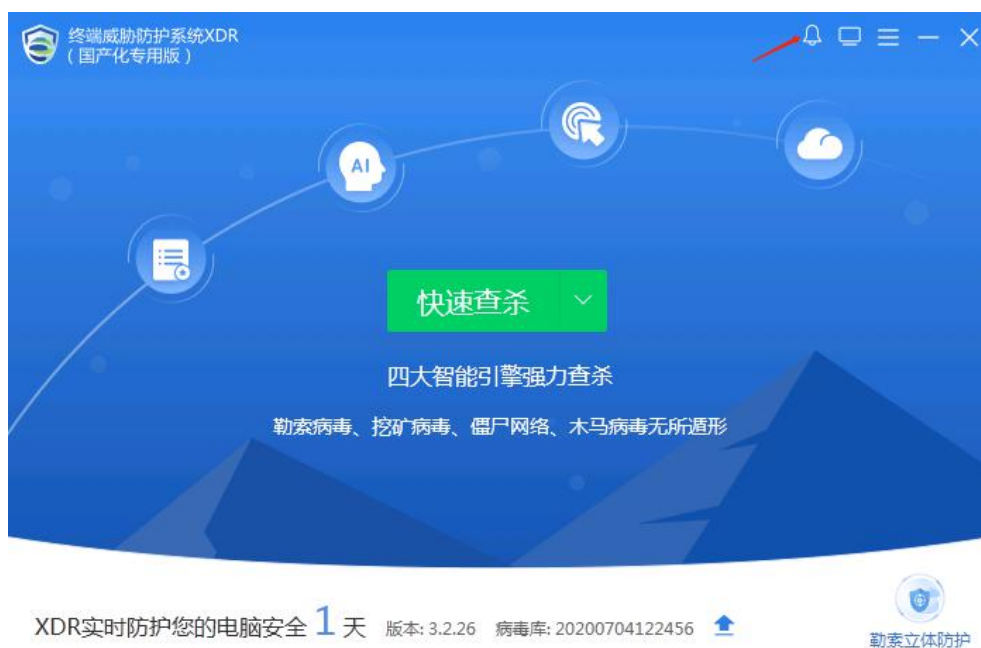 终端威胁防护系统XDR
（国产化专用版）
AI
快速查杀
四大智能引擎强力查杀
勒索病毒、挖矿病毒、僵尸网络、木马病毒无所遁形
XDR实时防护您的电脑安全 1 天 版本: 3.2.26 病毒库: 20200704122456
勒索立体防护